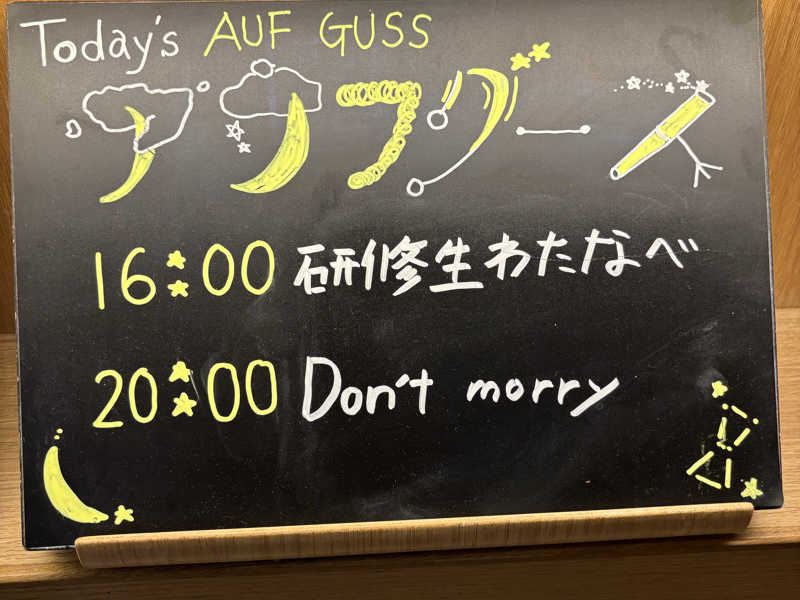 Today's AUF GUSS
アウフグース
16:00 研修生わたなべ
20:00 Don't morry